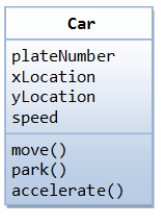 Car
plateNumber
xLocation
yLocation
speed
move()
park()
accelerate()